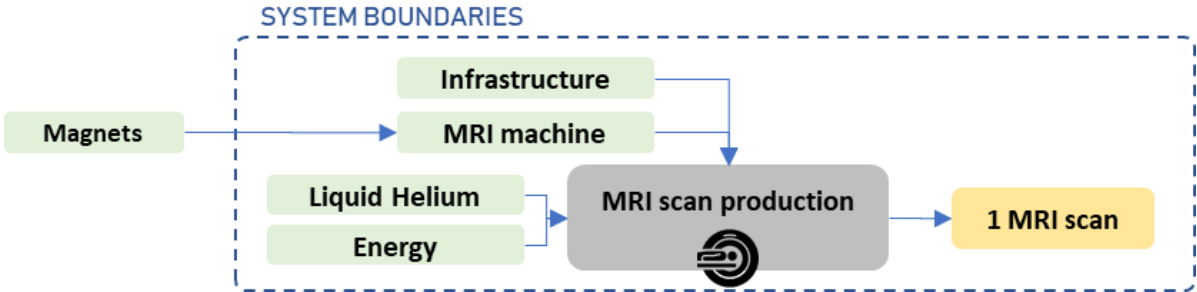 SYSTEM BOUNDARIES
Infrastructure
Magnets
MRI machine
Liquid Helium
Energy
MRI scan production
1 MRI scan